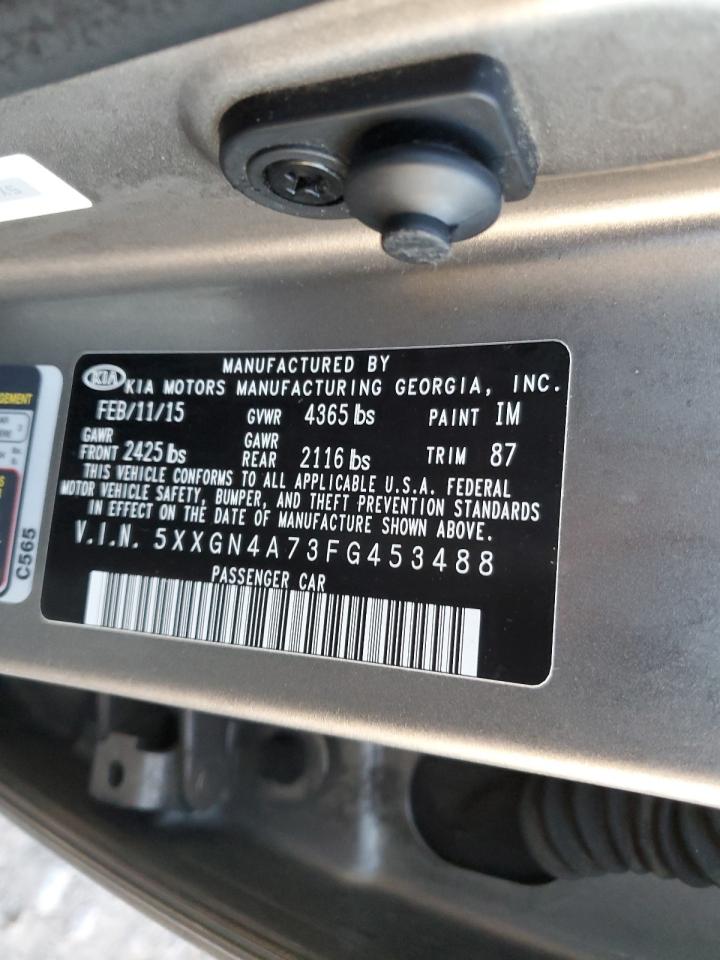 MANUFACTURED BY
KIA
KIA MOTORS MANUFACTURING GEORGIA, INC.
FEB/11/15 GVWR 4365 lbs PAINT IM
GAWR FRONT 2425 lbs GAWR REAR 2116 lbs TRIM 87
THIS VEHICLE CONFORMS TO ALL APPLICABLE U.S.A. FEDERAL
MOTOR VEHICLE SAFETY, BUMPER, AND THEFT PREVENTION STANDARDS
IN EFFECT ON THE DATE OF MANUFACTURE SHOWN ABOVE.
V.I.N. 5XXGN4A73FG453488
PASSENGER CAR
C565